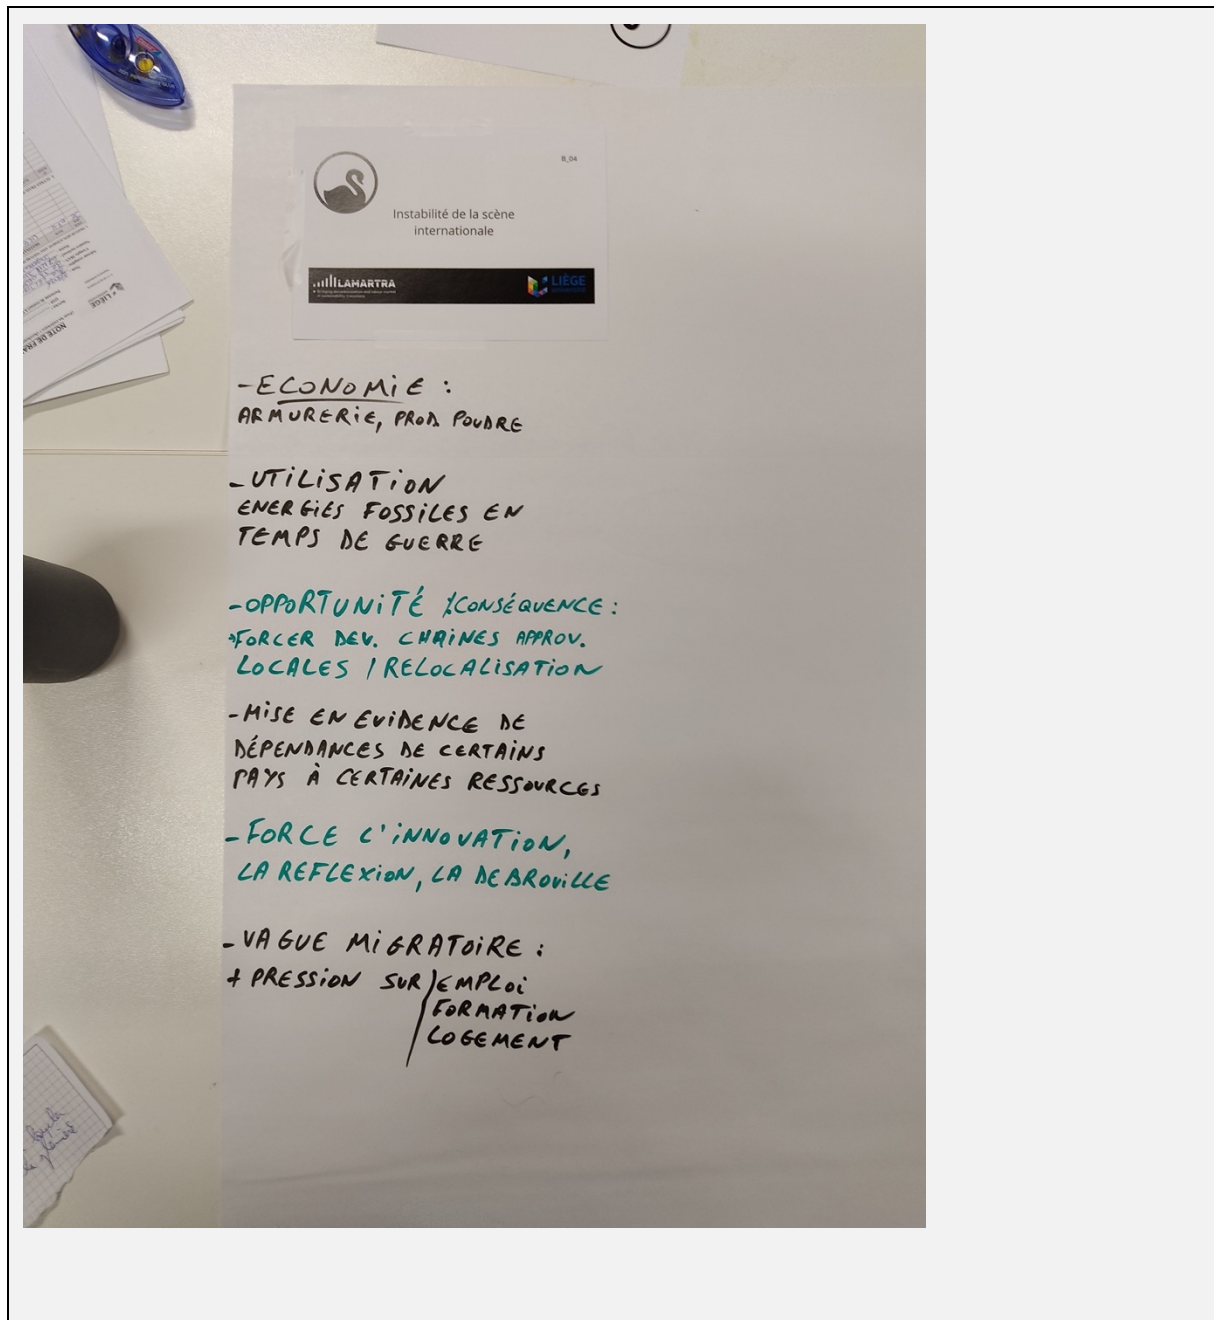 B_04
Instabilité de la scène
internationale
LAMARTRA
LIÈGE
- ECONOMiE :
ARMURERiE, PROD. POUDRE
- UTiLiSATiON
ENERGiES FOSSiLES EN
TEMPS DE GUERRE
- OPPORTUNiTÉ / CONSÉQUENCE :
FORCER DEV. CHAiNES APPROV.
LOCALES / RELOCALiSATiON
- MiSE EN EViDENCE DE
DÉPENDANCES DE CERTAiNS
PAYS À CERTAiNES RESSOURCES
- FORCE L'iNNOVATiON,
LA REFLEXiON, LA DEBROUiLLE
- VAGUE MiGRATOiRE :
+ PRESSiON SUR / EMPLOi
FORMATiON
LOGEMENT
LIÈGE